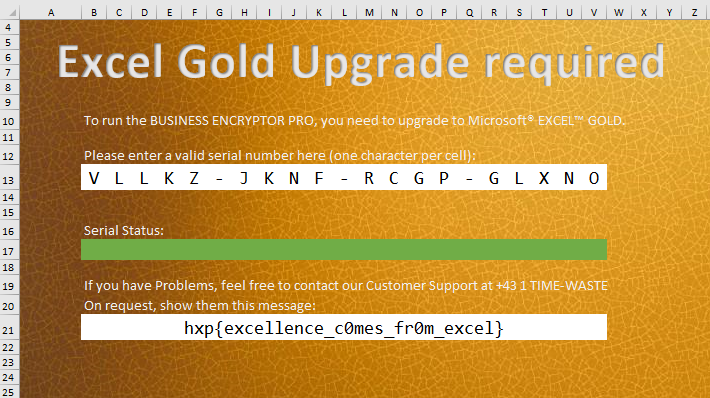 A B C D E F G H I J K L M N O P Q R S T U V W X Y Z
4
5
6
Excel Gold Upgrade required
7
8
9
10 To run the BUSINESS ENCRYPTOR PRO, you need to upgrade to Microsoft® EXCEL™ GOLD.
11
12 Please enter a valid serial number here (one character per cell):
13 V L L K Z - J K N F - R C G P - G L X N O
14
15
16 Serial Status:
17
18
19 If you have Problems, feel free to contact our Customer Support at +43 1 TIME-WASTE
20 On request, show them this message:
21 hxp{excellence_c0mes_fr0m_excel}
22
23
24
25